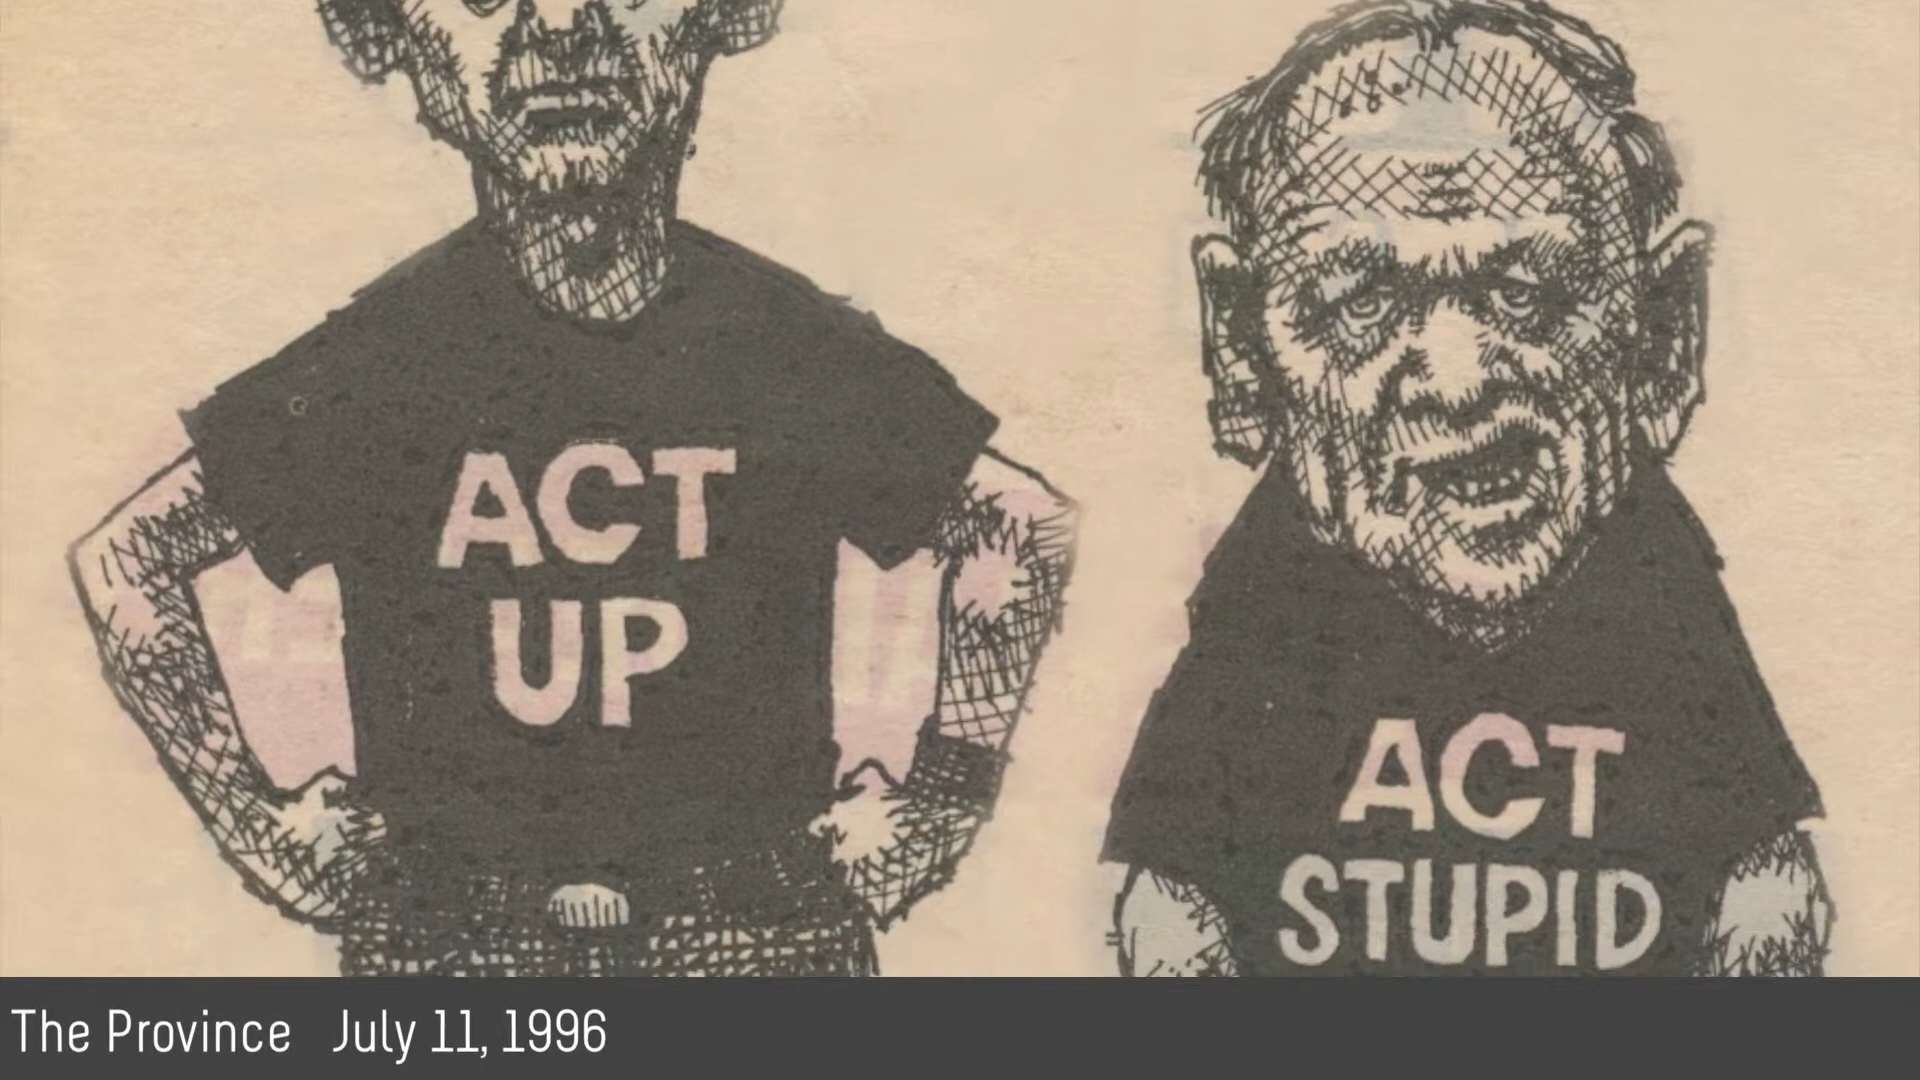 ACT
UP
ACT
STUPID
The Province July 11, 1996